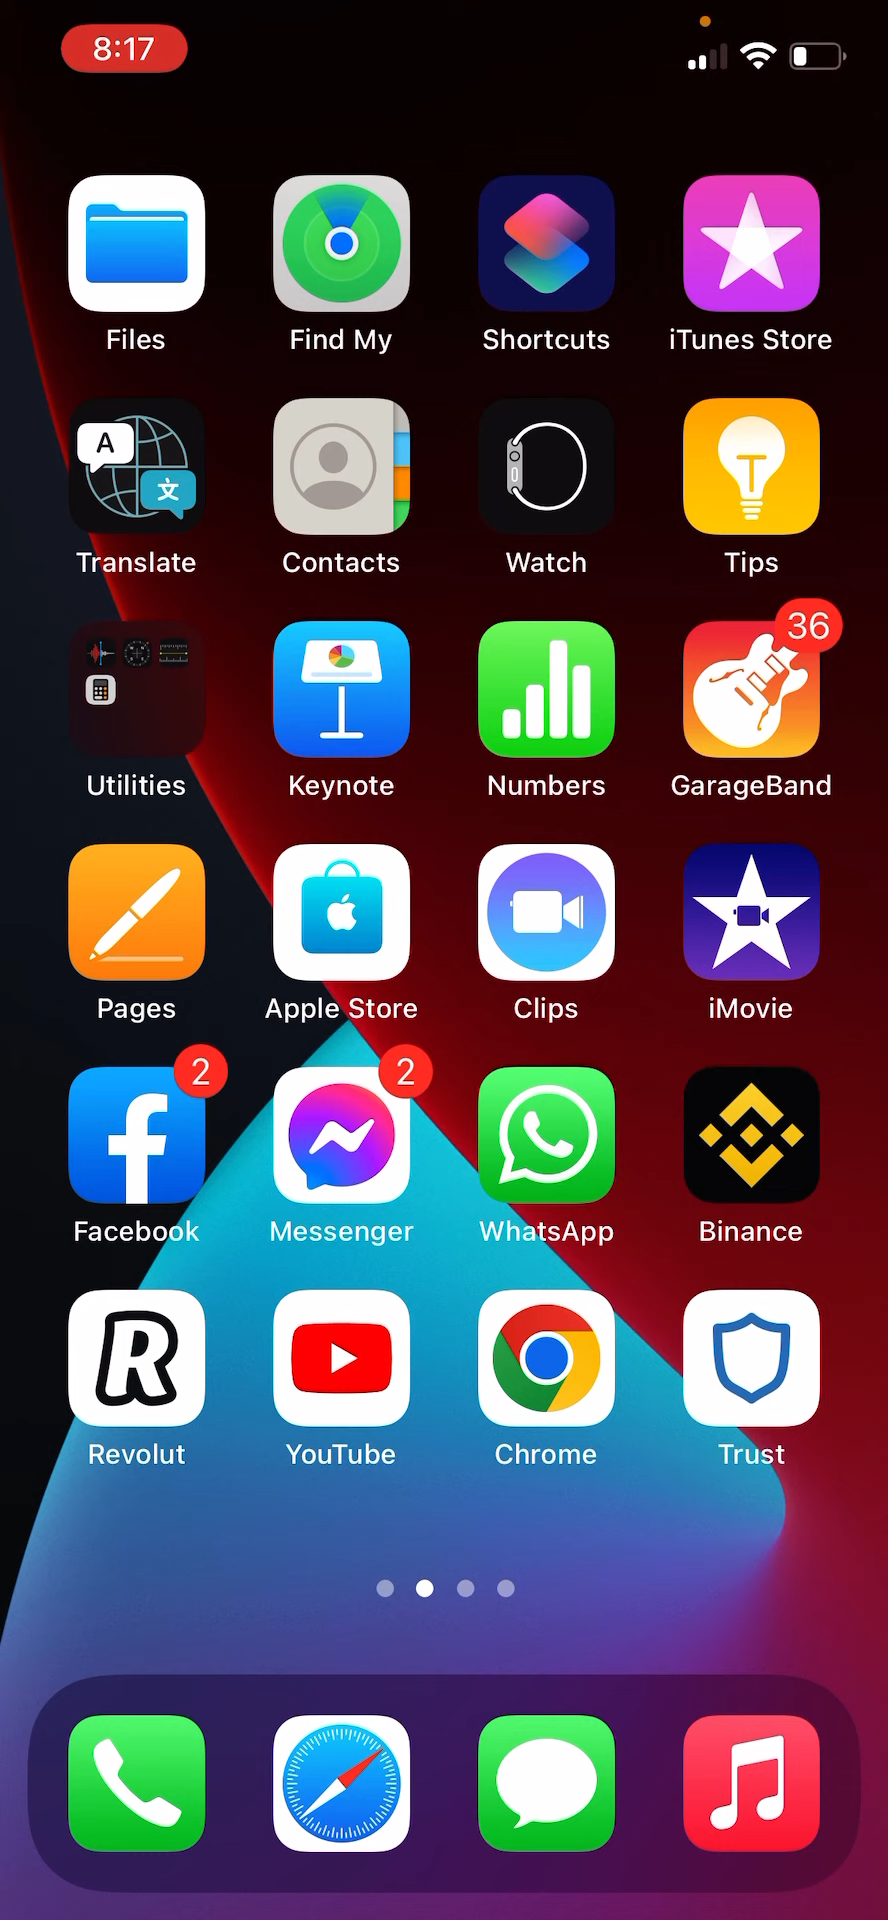 8:17
Files Find My Shortcuts iTunes Store
A
文
Translate Contacts Watch Tips
36
Utilities Keynote Numbers GarageBand
Pages Apple Store Clips iMovie
2 2
Facebook Messenger WhatsApp Binance
R
Revolut YouTube Chrome Trust